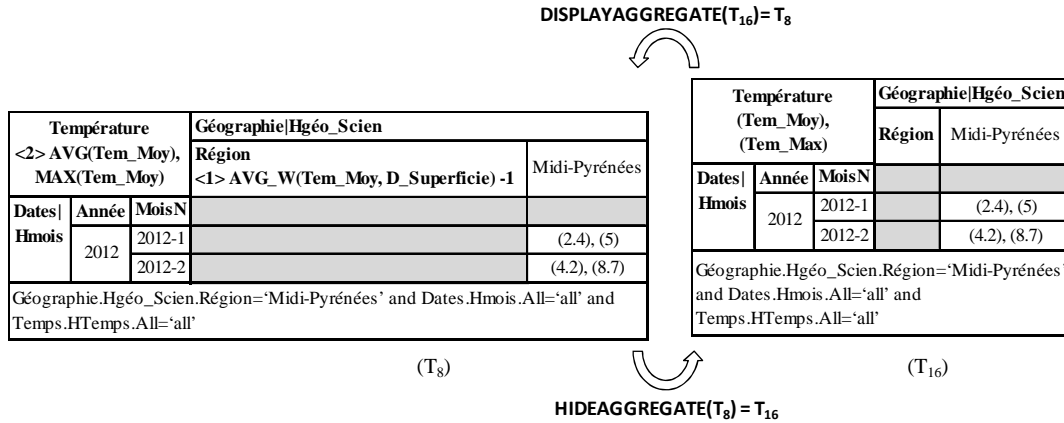 DISPLAYAGGREGATE(T16)= T8
Température
<2> AVG(Tem_Moy),
MAX(Tem_Moy)
Géographie|Hgéo_Scien
Région
<1> AVG_W(Tem_Moy, D_Superficie) -1
Midi-Pyrénées
Dates|
Hmois
Année
MoisN
2012
2012-1
(2.4), (5)
2012-2
(4.2), (8.7)
Géographie.Hgéo_Scien.Région=‘Midi-Pyrénées’ and Dates.Hmois.All=‘all’ and
Temps.HTemps.All=‘all’
(T8)
Température
(Tem_Moy),
(Tem_Max)
Géographie|Hgéo_Scien
Région
Midi-Pyrénées
Dates|
Hmois
Année
MoisN
2012
2012-1
(2.4), (5)
2012-2
(4.2), (8.7)
Géographie.Hgéo_Scien.Région=‘Midi-Pyrénées’
and Dates.Hmois.All=‘all’ and
Temps.HTemps.All=‘all’
(T16)
HIDEAGGREGATE(T8) = T16